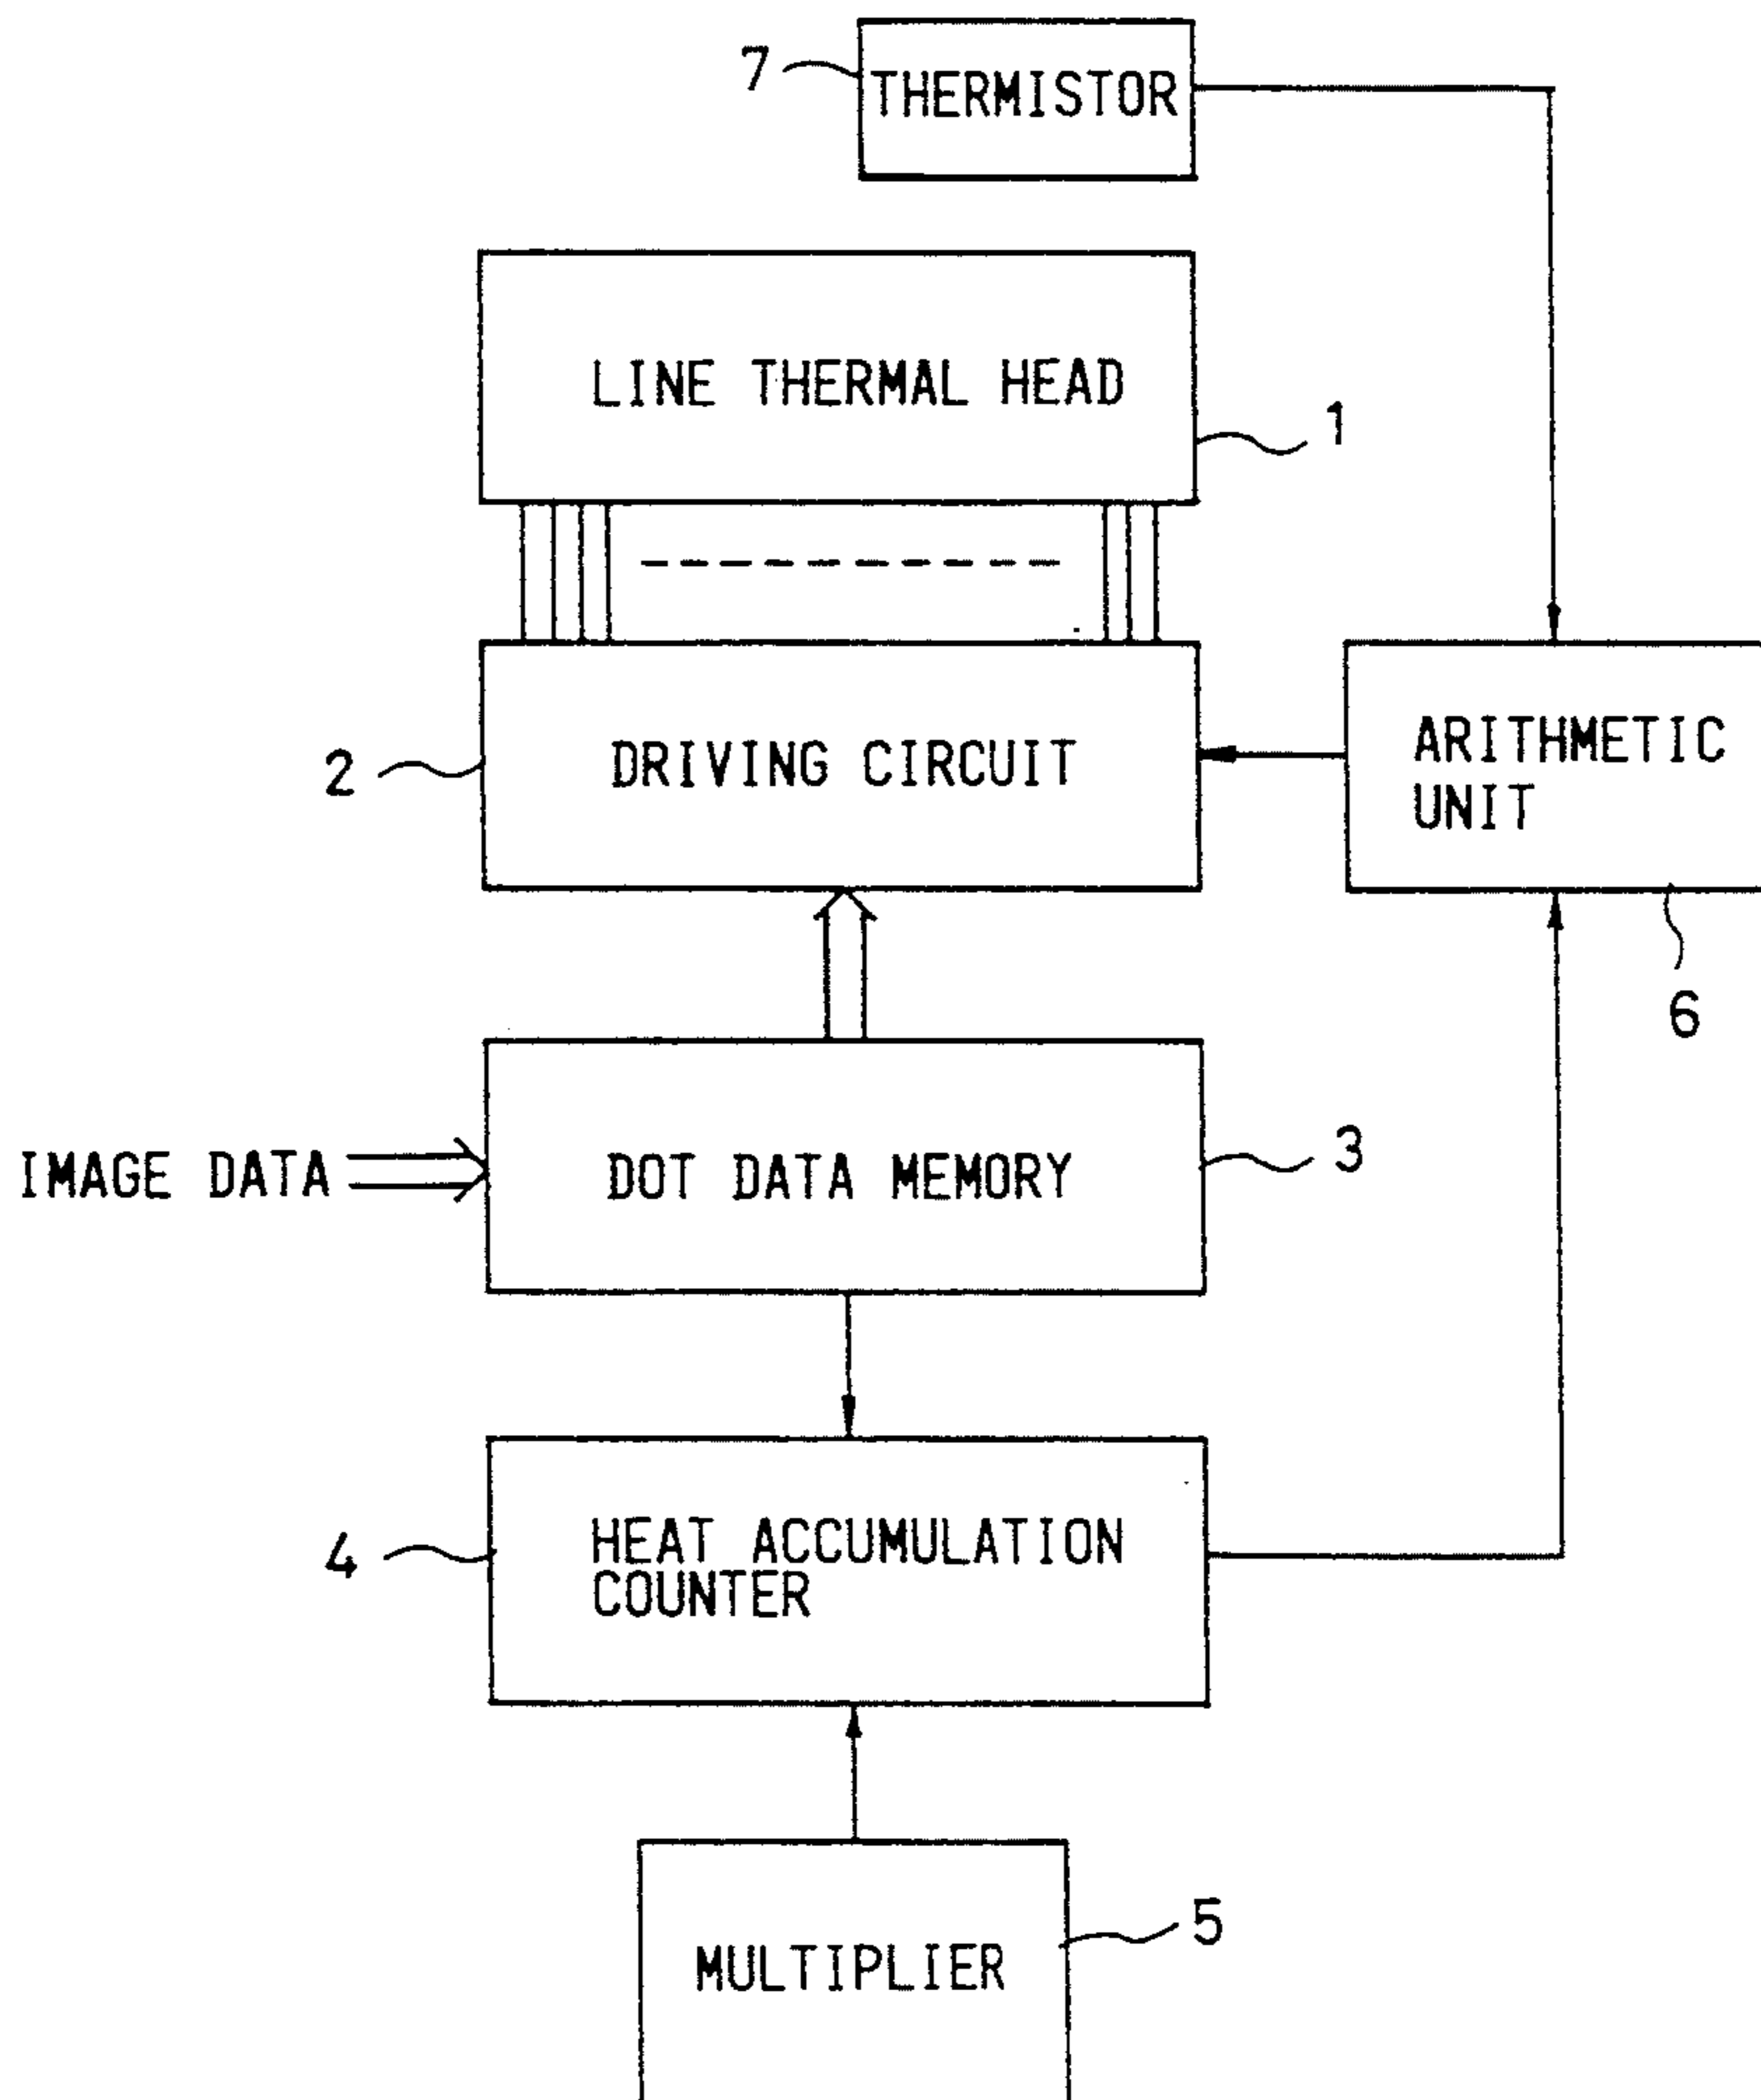 7
THERMISTOR
LINE THERMAL HEAD
1
2
DRIVING CIRCUIT
ARITHMETIC
UNIT
6
IMAGE DATA
DOT DATA MEMORY
3
4
HEAT ACCUMULATION
COUNTER
5
MULTIPLIER